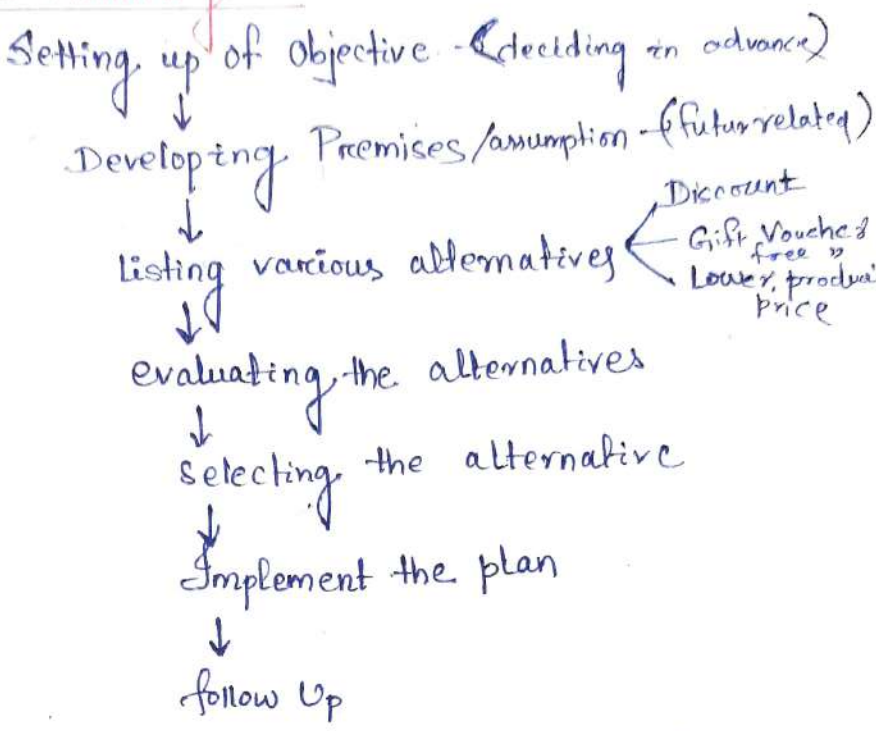 Setting up of objective - (deciding in advance)
↓
Developing Premises/assumption - (futur related)
↓
Discount
Listing various alternatives
Gift Voucher
free "
Lower product
price
↓
evaluating the alternatives
↓
Selecting the alternative
↓
Implement the plan
↓
follow Up